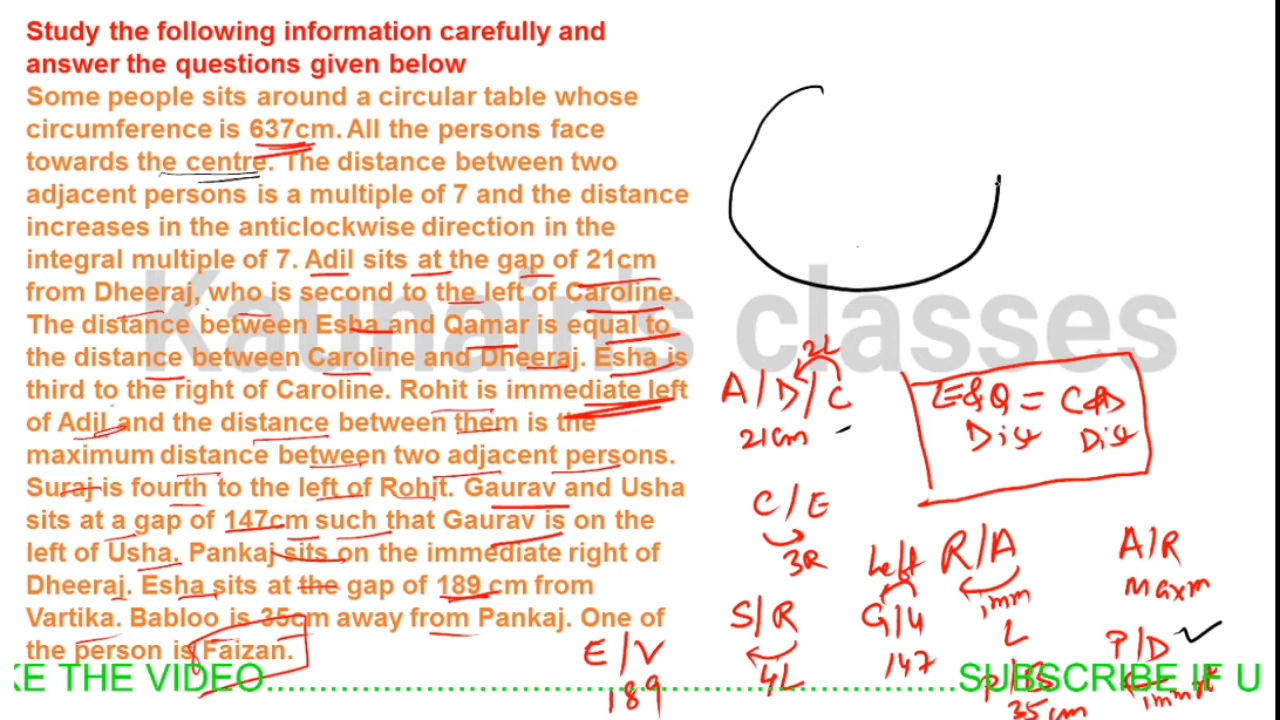 Study the following information carefully and
answer the questions given below
Some people sits around a circular table whose
circumference is 637cm. All the persons face
towards the centre. The distance between two
adjacent persons is a multiple of 7 and the distance
increases in the anticlockwise direction in the
integral multiple of 7. Adil sits at the gap of 21cm
from Dheeraj, who is second to the left of Caroline.
The distance between Esha and Qamar is equal to
the distance between Caroline and Dheeraj. Esha is
third to the right of Caroline. Rohit is immediate left
of Adil and the distance between them is the
maximum distance between two adjacent persons.
Suraj is fourth to the left of Rohit. Gaurav and Usha
sits at a gap of 147cm such that Gaurav is on the
left of Usha. Pankaj sits on the immediate right of
Dheeraj. Esha sits at the gap of 189 cm from
Vartika. Babloo is 35cm away from Pankaj. One of
the person is Faizan.
Kaunain's classes
2L
A/D/C
21cm
E&Q = C&D
Dist Dist
C/E
3R
Left
R/A
imm
L
A/R
Maxm
S/R
4L
G/U
147
P/D
immrt
E/V
189
35cm
KE THE VIDEO
SUBSCRIBE IF U